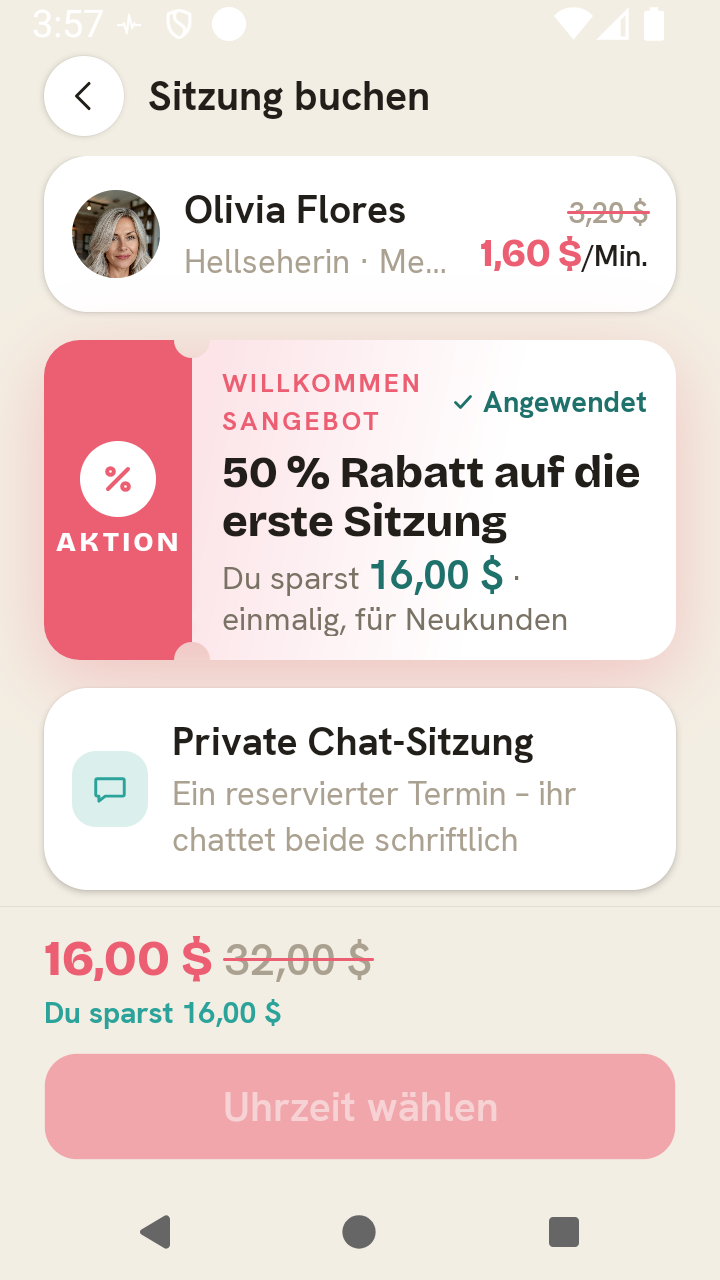 3:57
Sitzung buchen
Olivia Flores
Hellseherin · Me...
3,20 $
1,60 $/Min.
AKTION
WILLKOMMEN
SANGEBOT
Angewendet
50 % Rabatt auf die
erste Sitzung
Du sparst 16,00 $ ·
einmalig, für Neukunden
Private Chat-Sitzung
Ein reservierter Termin – ihr
chattet beide schriftlich
16,00 $ 32,00 $
Du sparst 16,00 $
Uhrzeit wählen